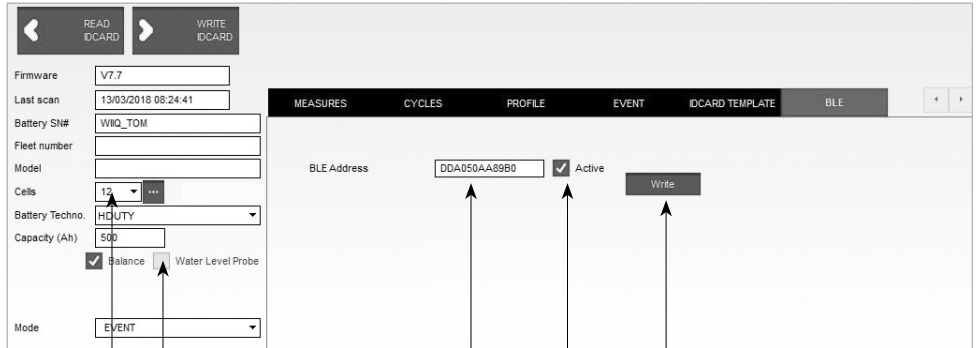 READ IDCARD
WRITE IDCARD
Firmware V7.7
Last scan 13/03/2018 08:24:41
Battery SN# WIIQ_TOM
Fleet number
Model
Cells 12 ...
Battery Techno. HDUTY
Capacity (Ah) 500
Balance Water Level Probe
Mode EVENT
MEASURES CYCLES PROFILE EVENT IDCARD TEMPLATE BLE
BLE Address DDA050AA89B0 Active
Write